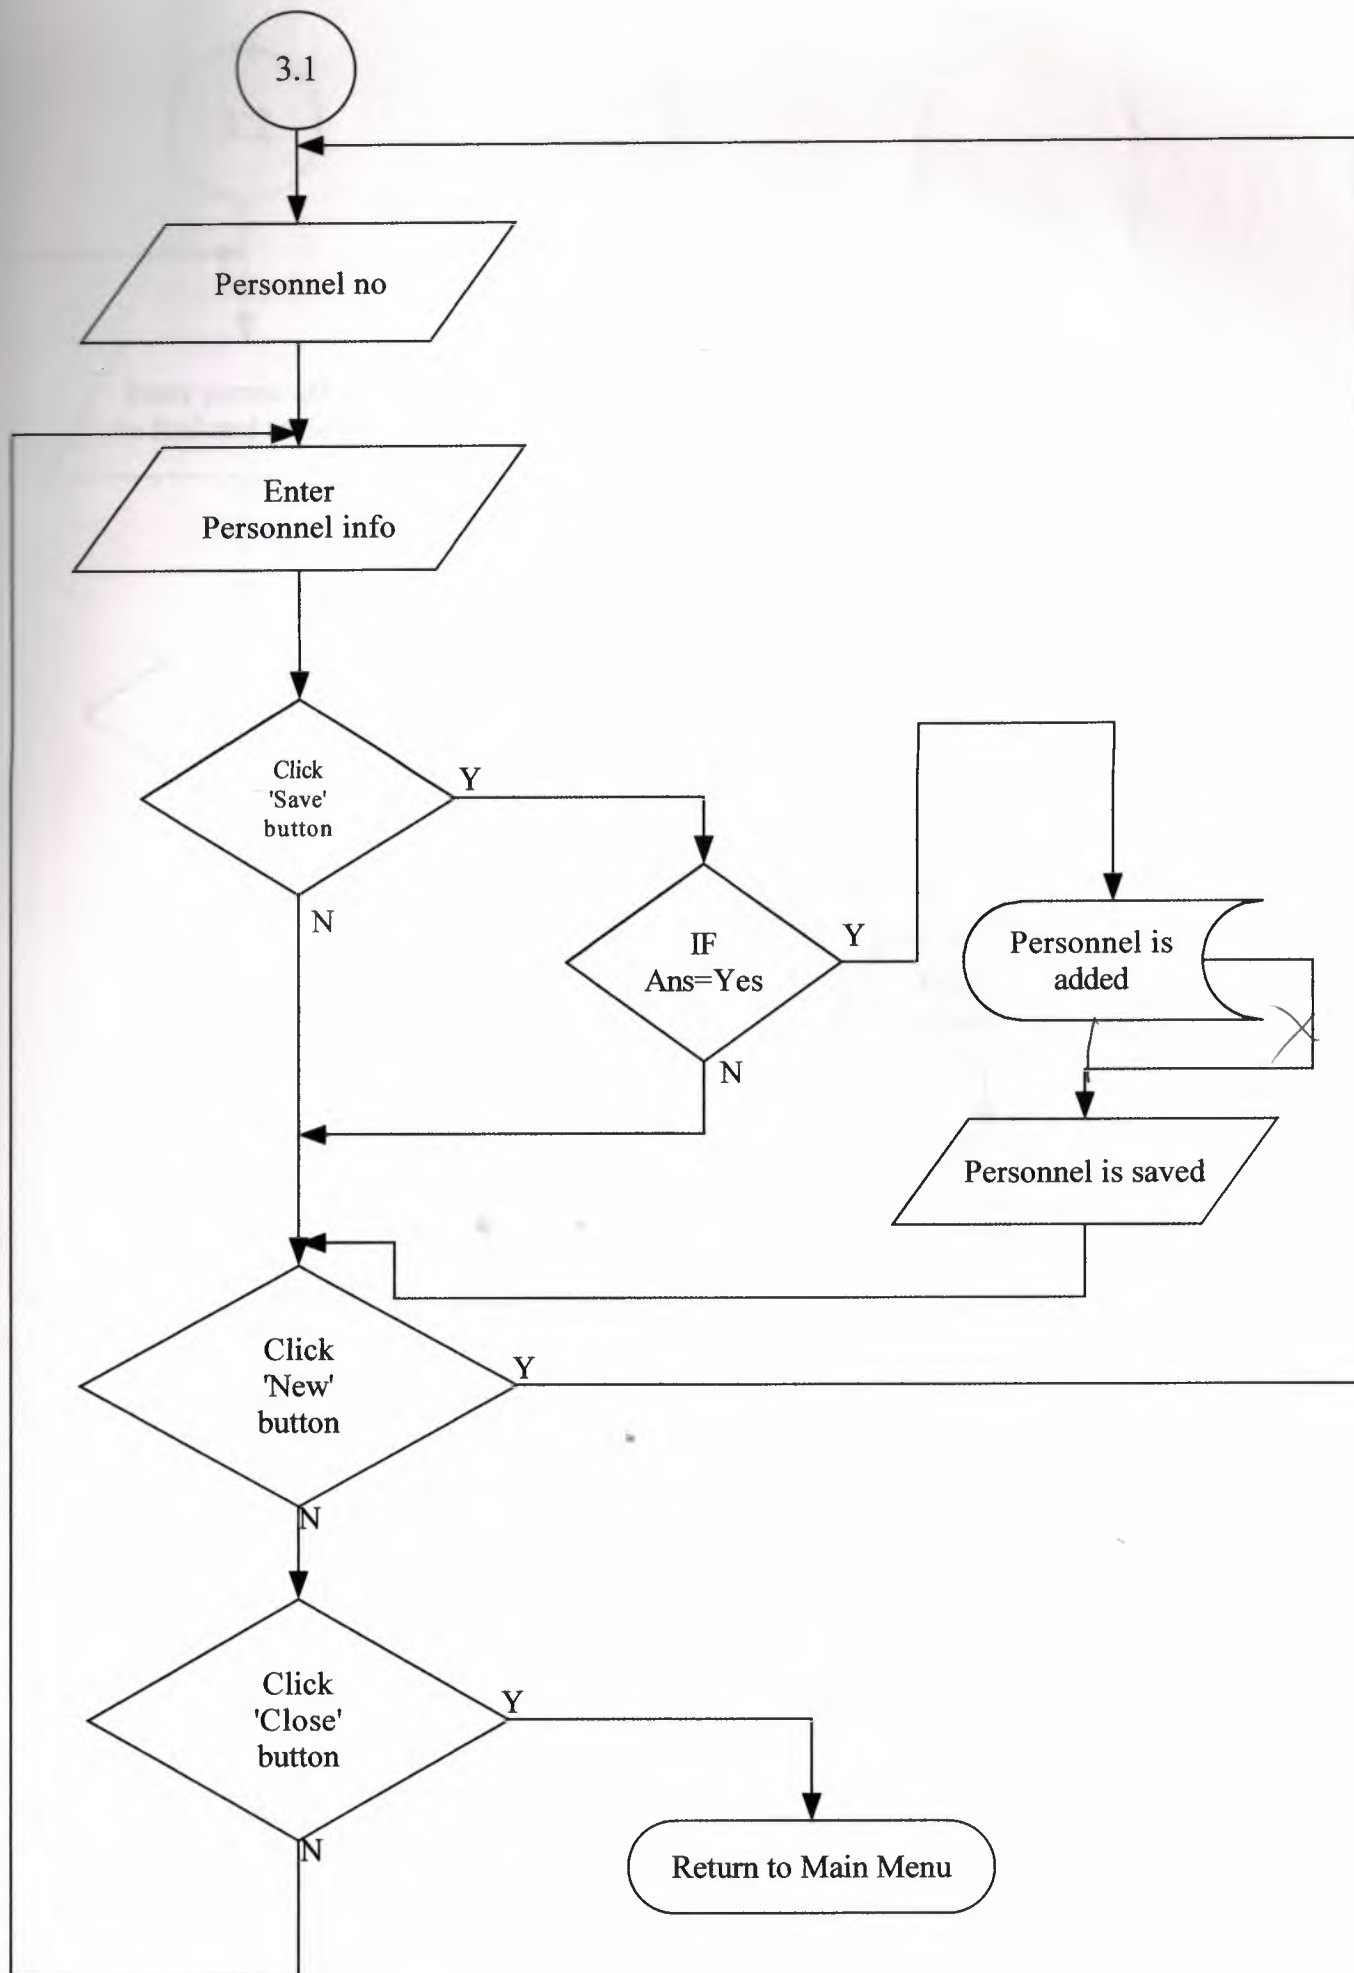 3.1
Personnel no
Enter
Personnel info
Click
'Save'
button
Y
N
IF
Ans=Yes
Y
N
Personnel is
added
Personnel is saved
Click
'New'
button
Y
N
Click
'Close'
button
Y
N
Return to Main Menu